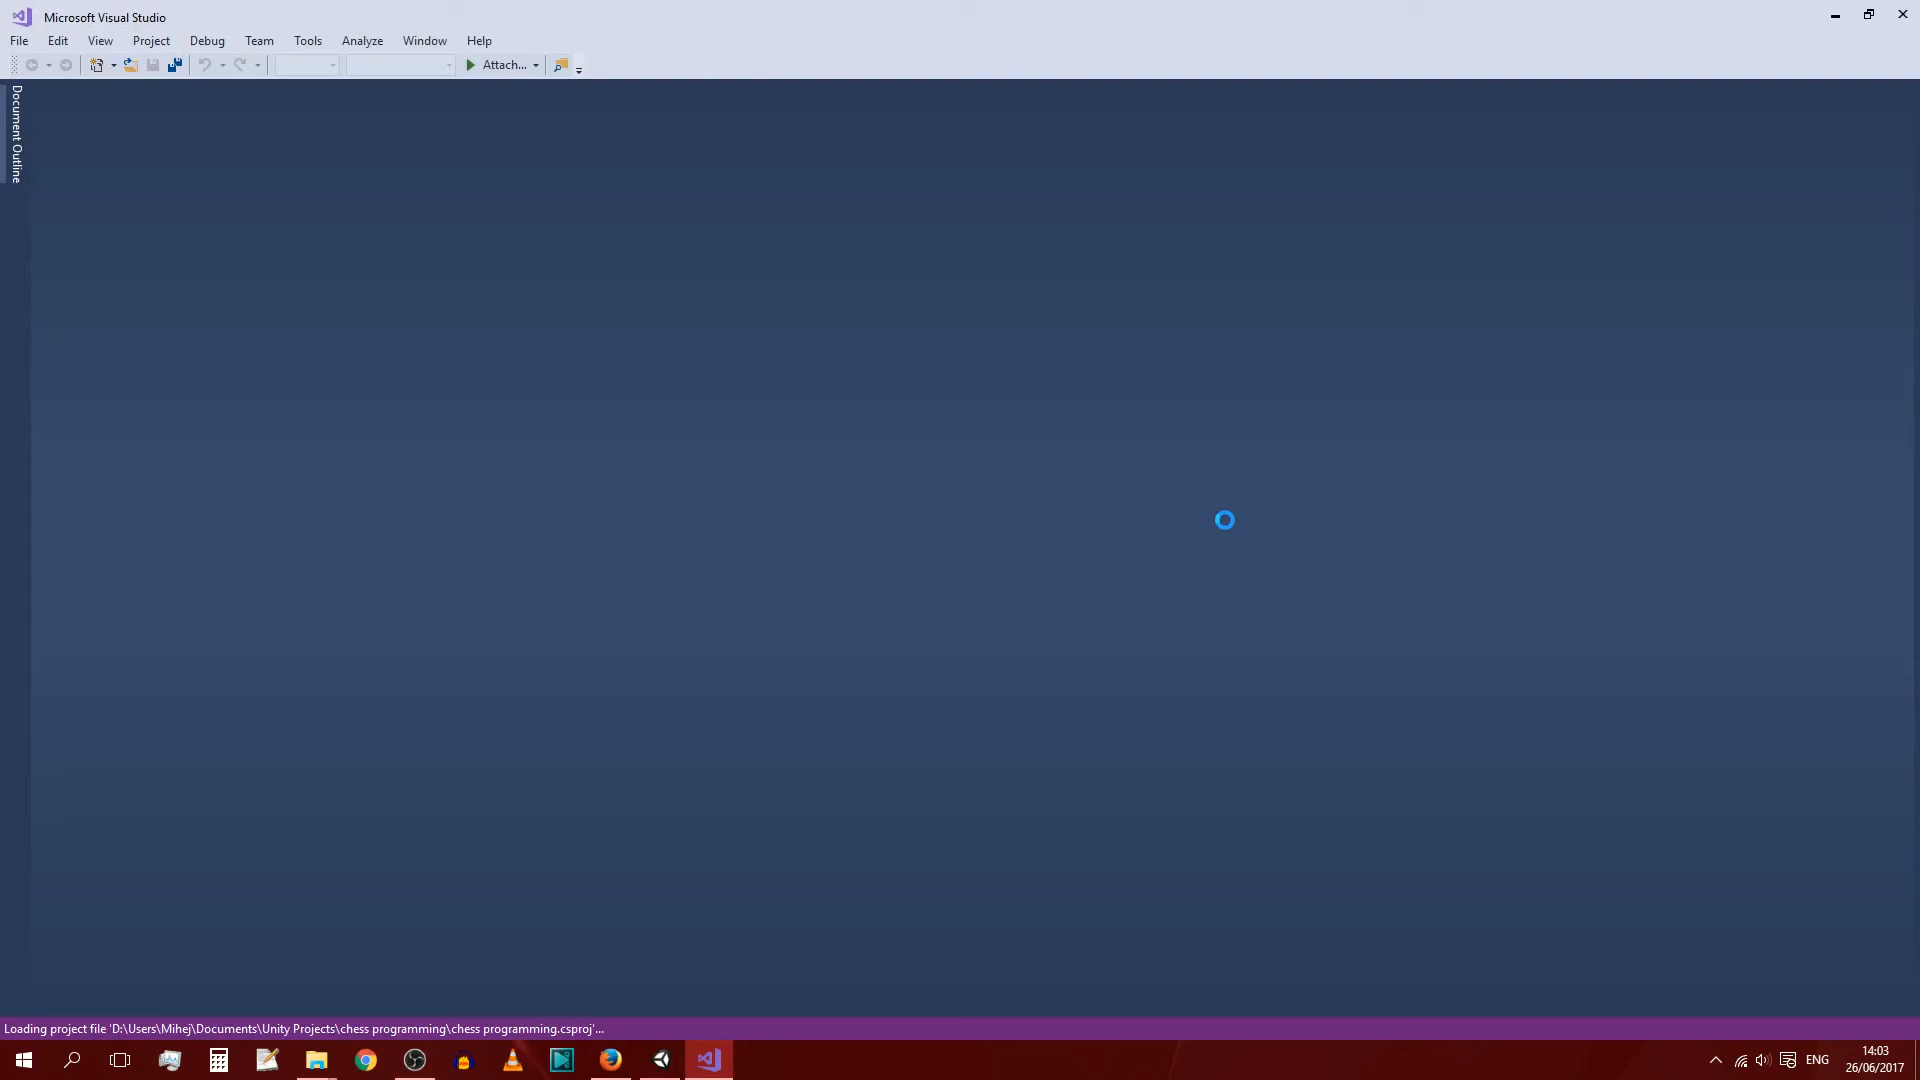 Microsoft Visual Studio
File Edit View Project Debug Team Tools Analyze Window Help
Attach...
Document Outline
Loading project file 'D:\Users\Mihej\Documents\Unity Projects\chess programming\chess programming.csproj'...
ENG
14:03
26/06/2017